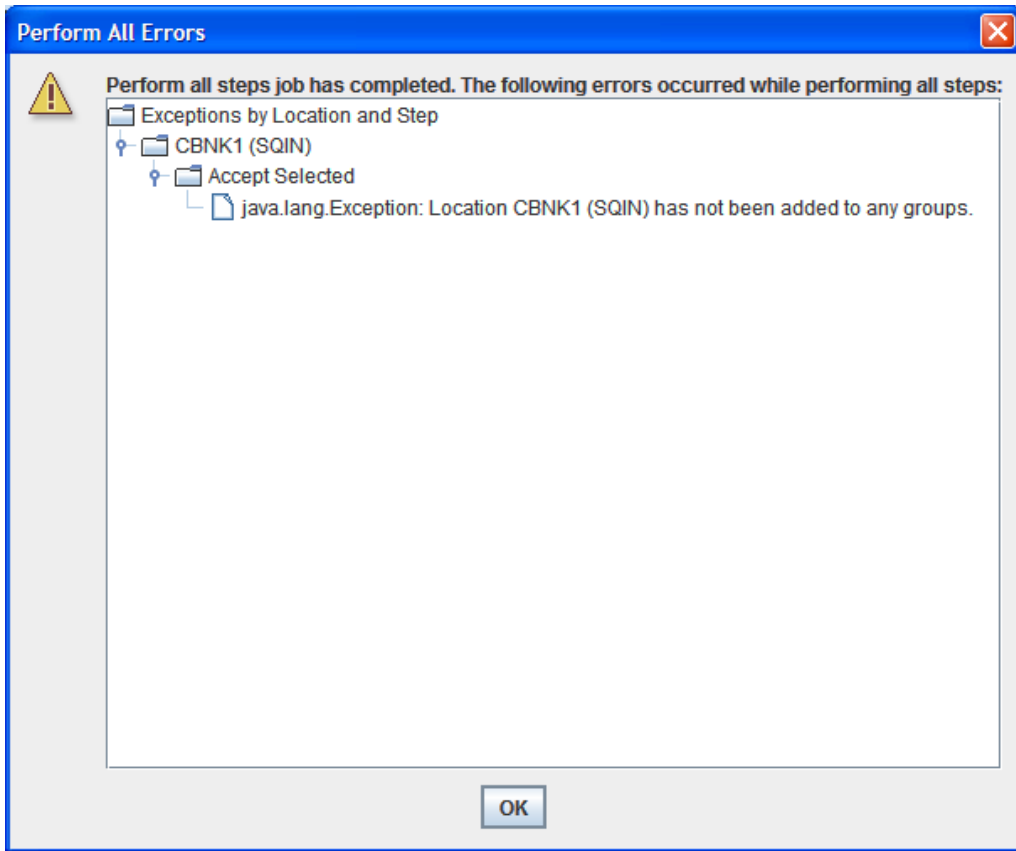 Perform All Errors
Perform all steps job has completed. The following errors occurred while performing all steps:
Exceptions by Location and Step
CBNK1 (SQIN)
Accept Selected
java.lang.Exception: Location CBNK1 (SQIN) has not been added to any groups.
OK